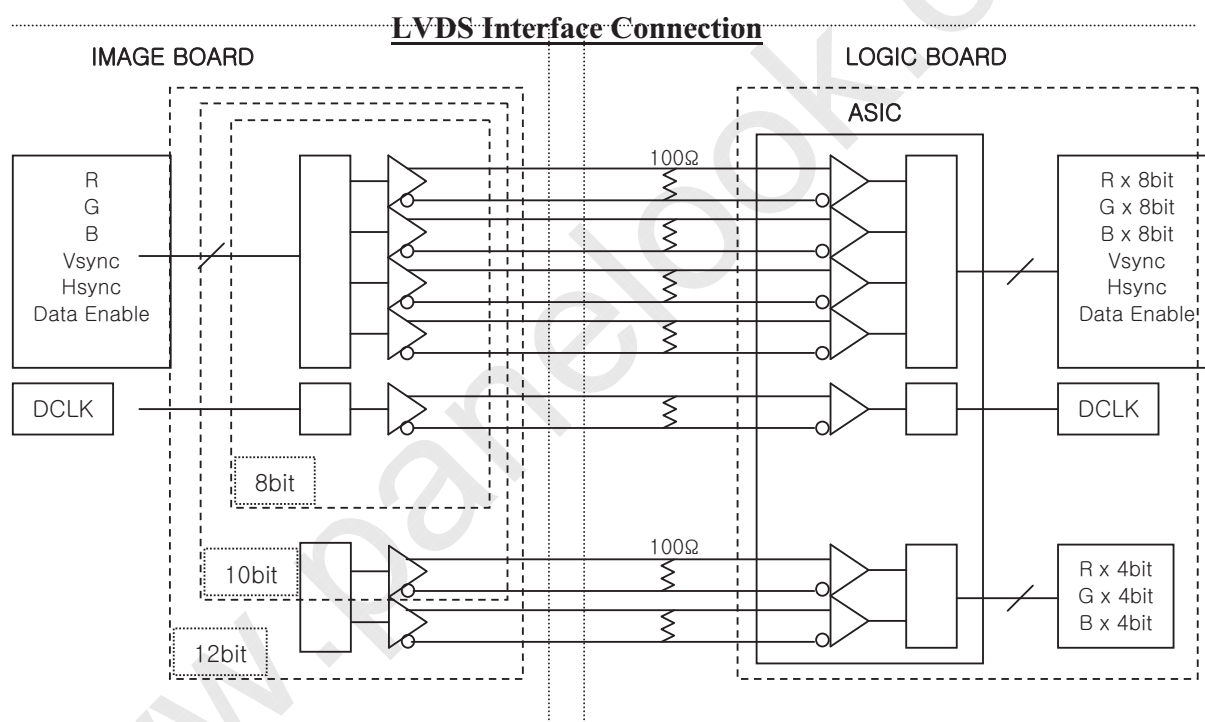 LVDS Interface Connection
IMAGE BOARD
LOGIC BOARD
ASIC
R
G
B
Vsync
Hsync
Data Enable
DCLK
8bit
10bit
12bit
100Ω
100Ω
R x 8bit
G x 8bit
B x 8bit
Vsync
Hsync
Data Enable
DCLK
R x 4bit
G x 4bit
B x 4bit